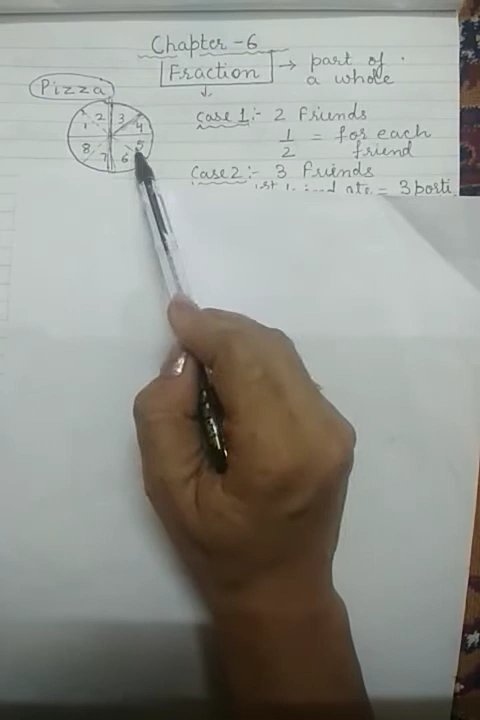 Chapter - 6
Fraction → part of a whole
Pizza
1 2 3 4 5 6 7 8
Case 1:- 2 Friends
1/2 = for each friend
Case 2:- 3 Friends
= 3 porti